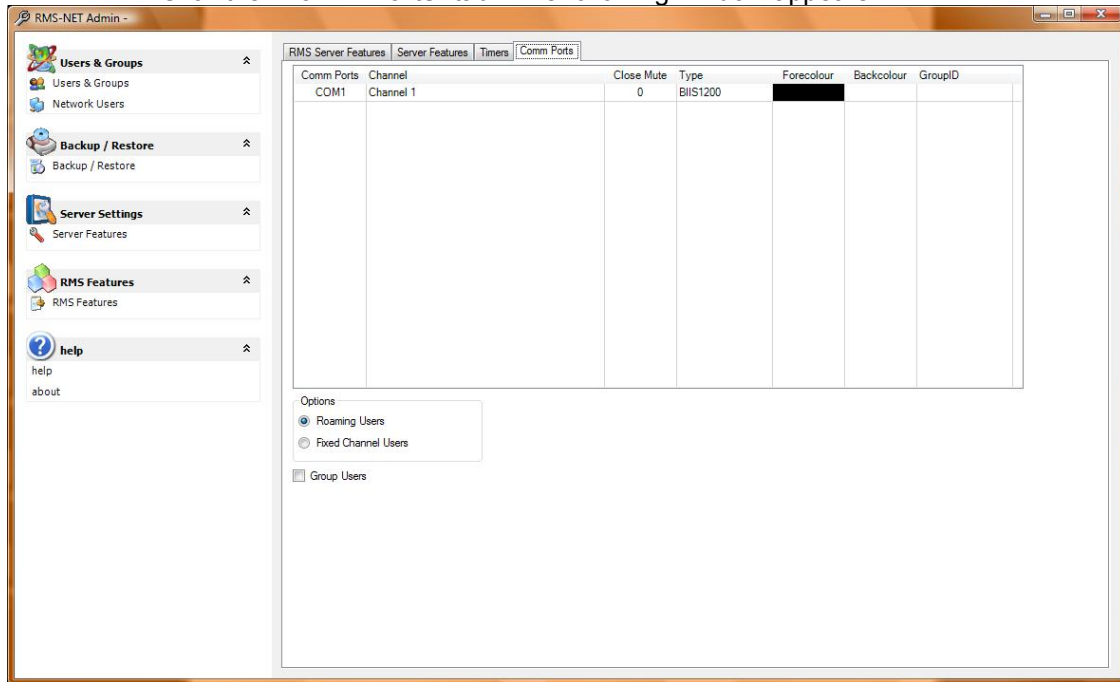 RMS-NET Admin -
Users & Groups
Users & Groups
Network Users
Backup / Restore
Backup / Restore
Server Settings
Server Features
RMS Features
RMS Features
help
help
about
RMS Server Features Server Features Timers Comm Ports
Comm Ports Channel Close Mute Type Forecolour Backcolour GroupID
COM1 Channel 1 0 BIIS1200
Options
Roaming Users
Fixed Channel Users
Group Users